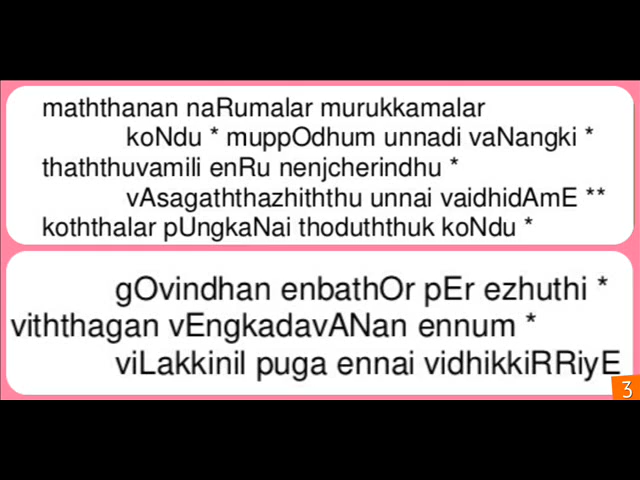 maththanan naRumalar murukkamalar
koNdu * muppOdhum unnadi vaNangki *
thaththuvamili enRu nenjcherindhu *
vAsagaththazhiththu unnai vaidhidAmE **
koththalar pUngkaNai thoduththuk koNdu *
gOvindhan enbathOr pEr ezhuthi *
viththagan vEngkadavANan ennum *
viLakkinil puga ennai vidhikkiRRiyE
3